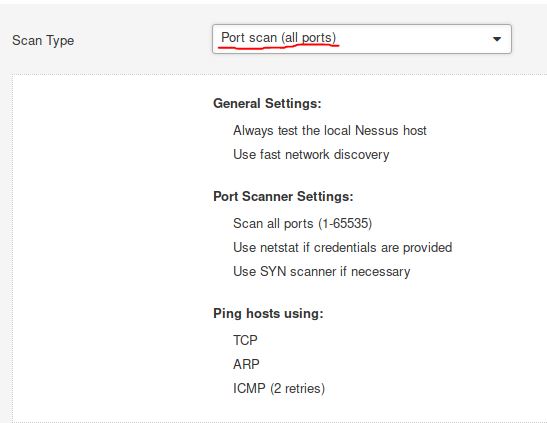 Scan Type
Port scan (all ports)
General Settings:
Always test the local Nessus host
Use fast network discovery
Port Scanner Settings:
Scan all ports (1-65535)
Use netstat if credentials are provided
Use SYN scanner if necessary
Ping hosts using:
TCP
ARP
ICMP (2 retries)